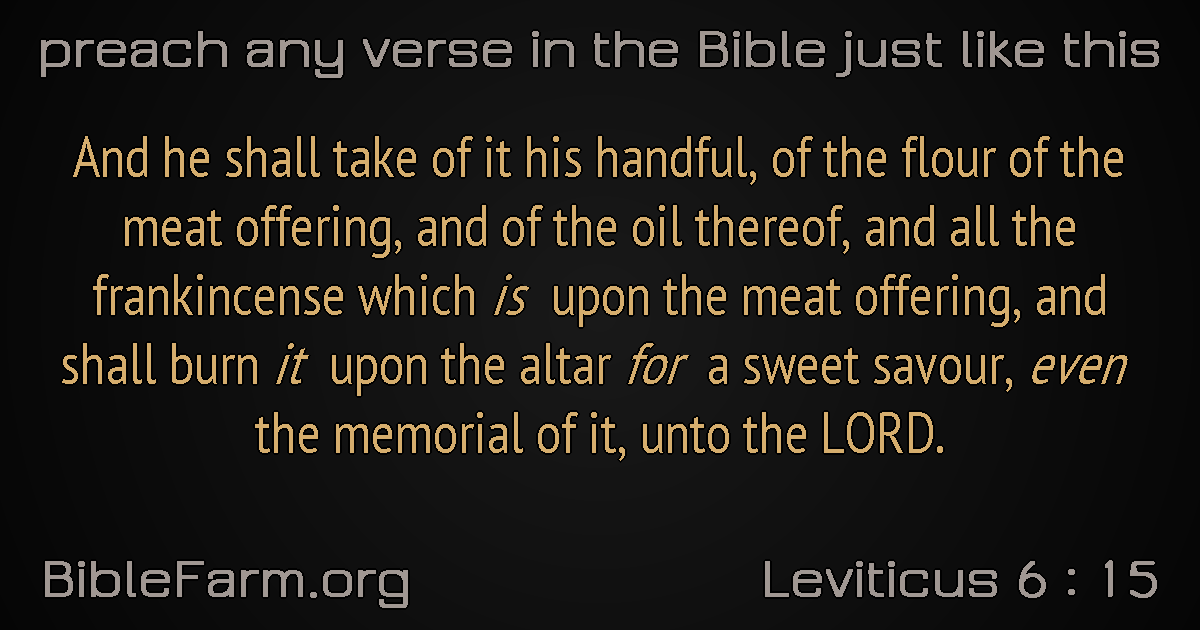 preach any verse in the Bible just like this
And he shall take of it his handful, of the flour of the
meat offering, and of the oil thereof, and all the
frankincense which is upon the meat offering, and
shall burn it upon the altar for a sweet savour, even
the memorial of it, unto the LORD.
BibleFarm.org
Leviticus 6 : 15